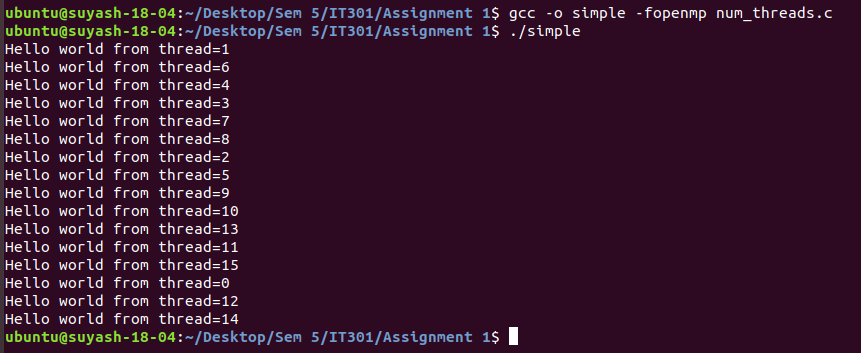 ubuntu@suyash-18-04:~/Desktop/Sem 5/IT301/Assignment 1$ gcc -o simple -fopenmp num_threads.c
ubuntu@suyash-18-04:~/Desktop/Sem 5/IT301/Assignment 1$ ./simple
Hello world from thread=1
Hello world from thread=6
Hello world from thread=4
Hello world from thread=3
Hello world from thread=7
Hello world from thread=8
Hello world from thread=2
Hello world from thread=5
Hello world from thread=9
Hello world from thread=10
Hello world from thread=13
Hello world from thread=11
Hello world from thread=15
Hello world from thread=0
Hello world from thread=12
Hello world from thread=14
ubuntu@suyash-18-04:~/Desktop/Sem 5/IT301/Assignment 1$